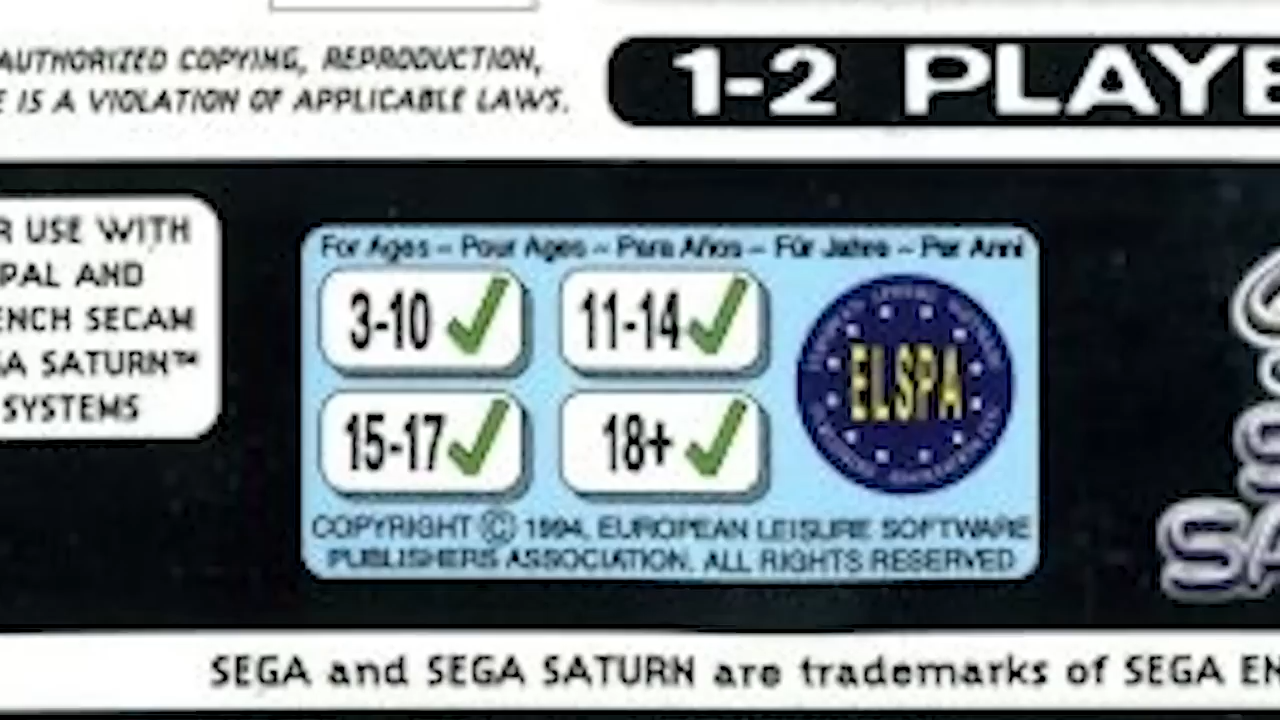 AUTHORIZED COPYING, REPRODUCTION,
E IS A VIOLATION OF APPLICABLE LAWS.
1-2 PLAYE
R USE WITH
PAL AND
ENCH SECAM
GA SATURN™
SYSTEMS
For Ages – Pour Ages – Para Años – Für Jahre – Per Anni
3-10
11-14
15-17
18+
ELSPA
COPYRIGHT © 1994, EUROPEAN LEISURE SOFTWARE
PUBLISHERS ASSOCIATION. ALL RIGHTS RESERVED
SA
SEGA and SEGA SATURN are trademarks of SEGA EN